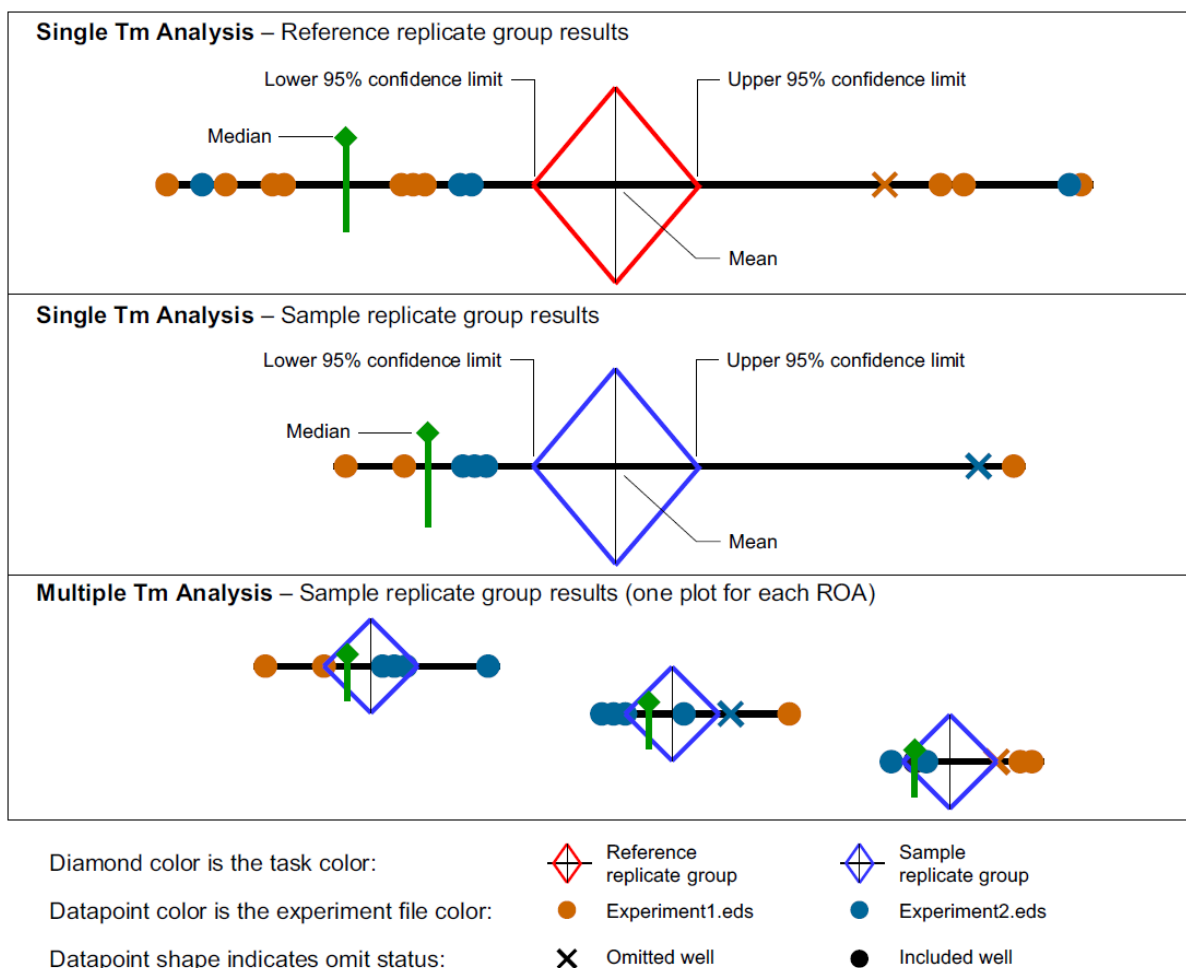 Single Tm Analysis – Reference replicate group results
Lower 95% confidence limit
Upper 95% confidence limit
Median
Mean
Single Tm Analysis – Sample replicate group results
Lower 95% confidence limit
Upper 95% confidence limit
Median
Mean
Multiple Tm Analysis – Sample replicate group results (one plot for each ROA)
Diamond color is the task color:
Reference
replicate group
Sample
replicate group
Datapoint color is the experiment file color:
Experiment1.eds
Experiment2.eds
Datapoint shape indicates omit status:
Omitted well
Included well